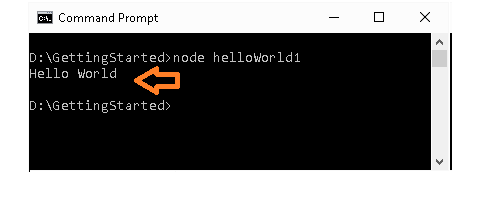 Command Prompt
D:\GettingStarted>node helloWorld1
Hello World
D:\GettingStarted>